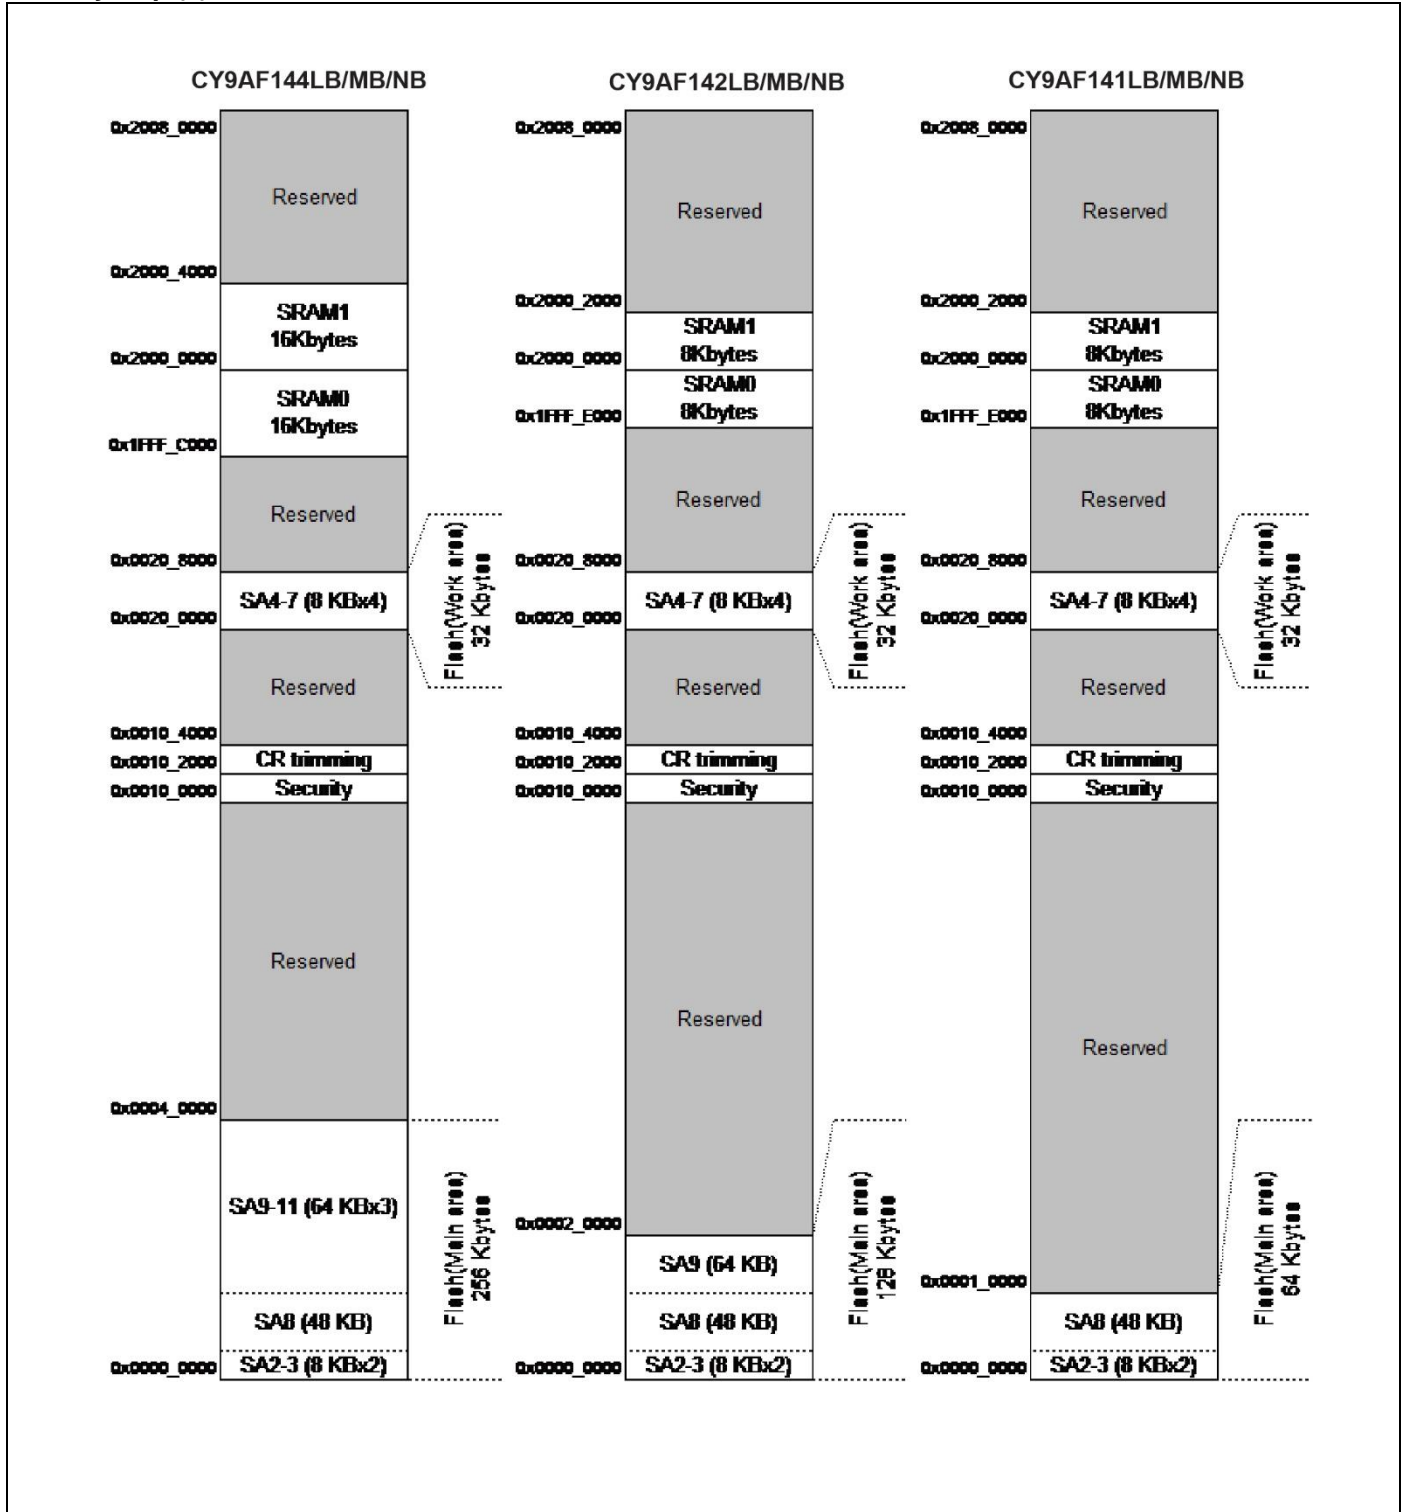 CY9AF144LB/MB/NB
0x2008_0000
Reserved
0x2000_4000
SRAM1
16Kbytes
0x2000_0000
SRAM0
16Kbytes
0x1FFF_C000
Reserved
0x0020_8000
SA4-7 (8 KBx4)
0x0020_0000
Flash(Work area)
32 Kbytes
Reserved
0x0010_4000
CR trimming
0x0010_2000
Security
0x0010_0000
Reserved
0x0004_0000
SA9-11 (64 KBx3)
SA8 (48 KB)
SA2-3 (8 KBx2)
0x0000_0000
Flash(Main area)
256 Kbytes
CY9AF142LB/MB/NB
0x2008_0000
Reserved
0x2000_2000
SRAM1
8Kbytes
0x2000_0000
SRAM0
8Kbytes
0x1FFF_E000
Reserved
0x0020_8000
SA4-7 (8 KBx4)
0x0020_0000
Flash(Work area)
32 Kbytes
Reserved
0x0010_4000
CR trimming
0x0010_2000
Security
0x0010_0000
Reserved
0x0002_0000
SA9 (64 KB)
SA8 (48 KB)
SA2-3 (8 KBx2)
0x0000_0000
Flash(Main area)
128 Kbytes
CY9AF141LB/MB/NB
0x2008_0000
Reserved
0x2000_2000
SRAM1
8Kbytes
0x2000_0000
SRAM0
8Kbytes
0x1FFF_E000
Reserved
0x0020_8000
SA4-7 (8 KBx4)
0x0020_0000
Flash(Work area)
32 Kbytes
Reserved
0x0010_4000
CR trimming
0x0010_2000
Security
0x0010_0000
Reserved
0x0001_0000
SA8 (48 KB)
SA2-3 (8 KBx2)
0x0000_0000
Flash(Main area)
64 Kbytes